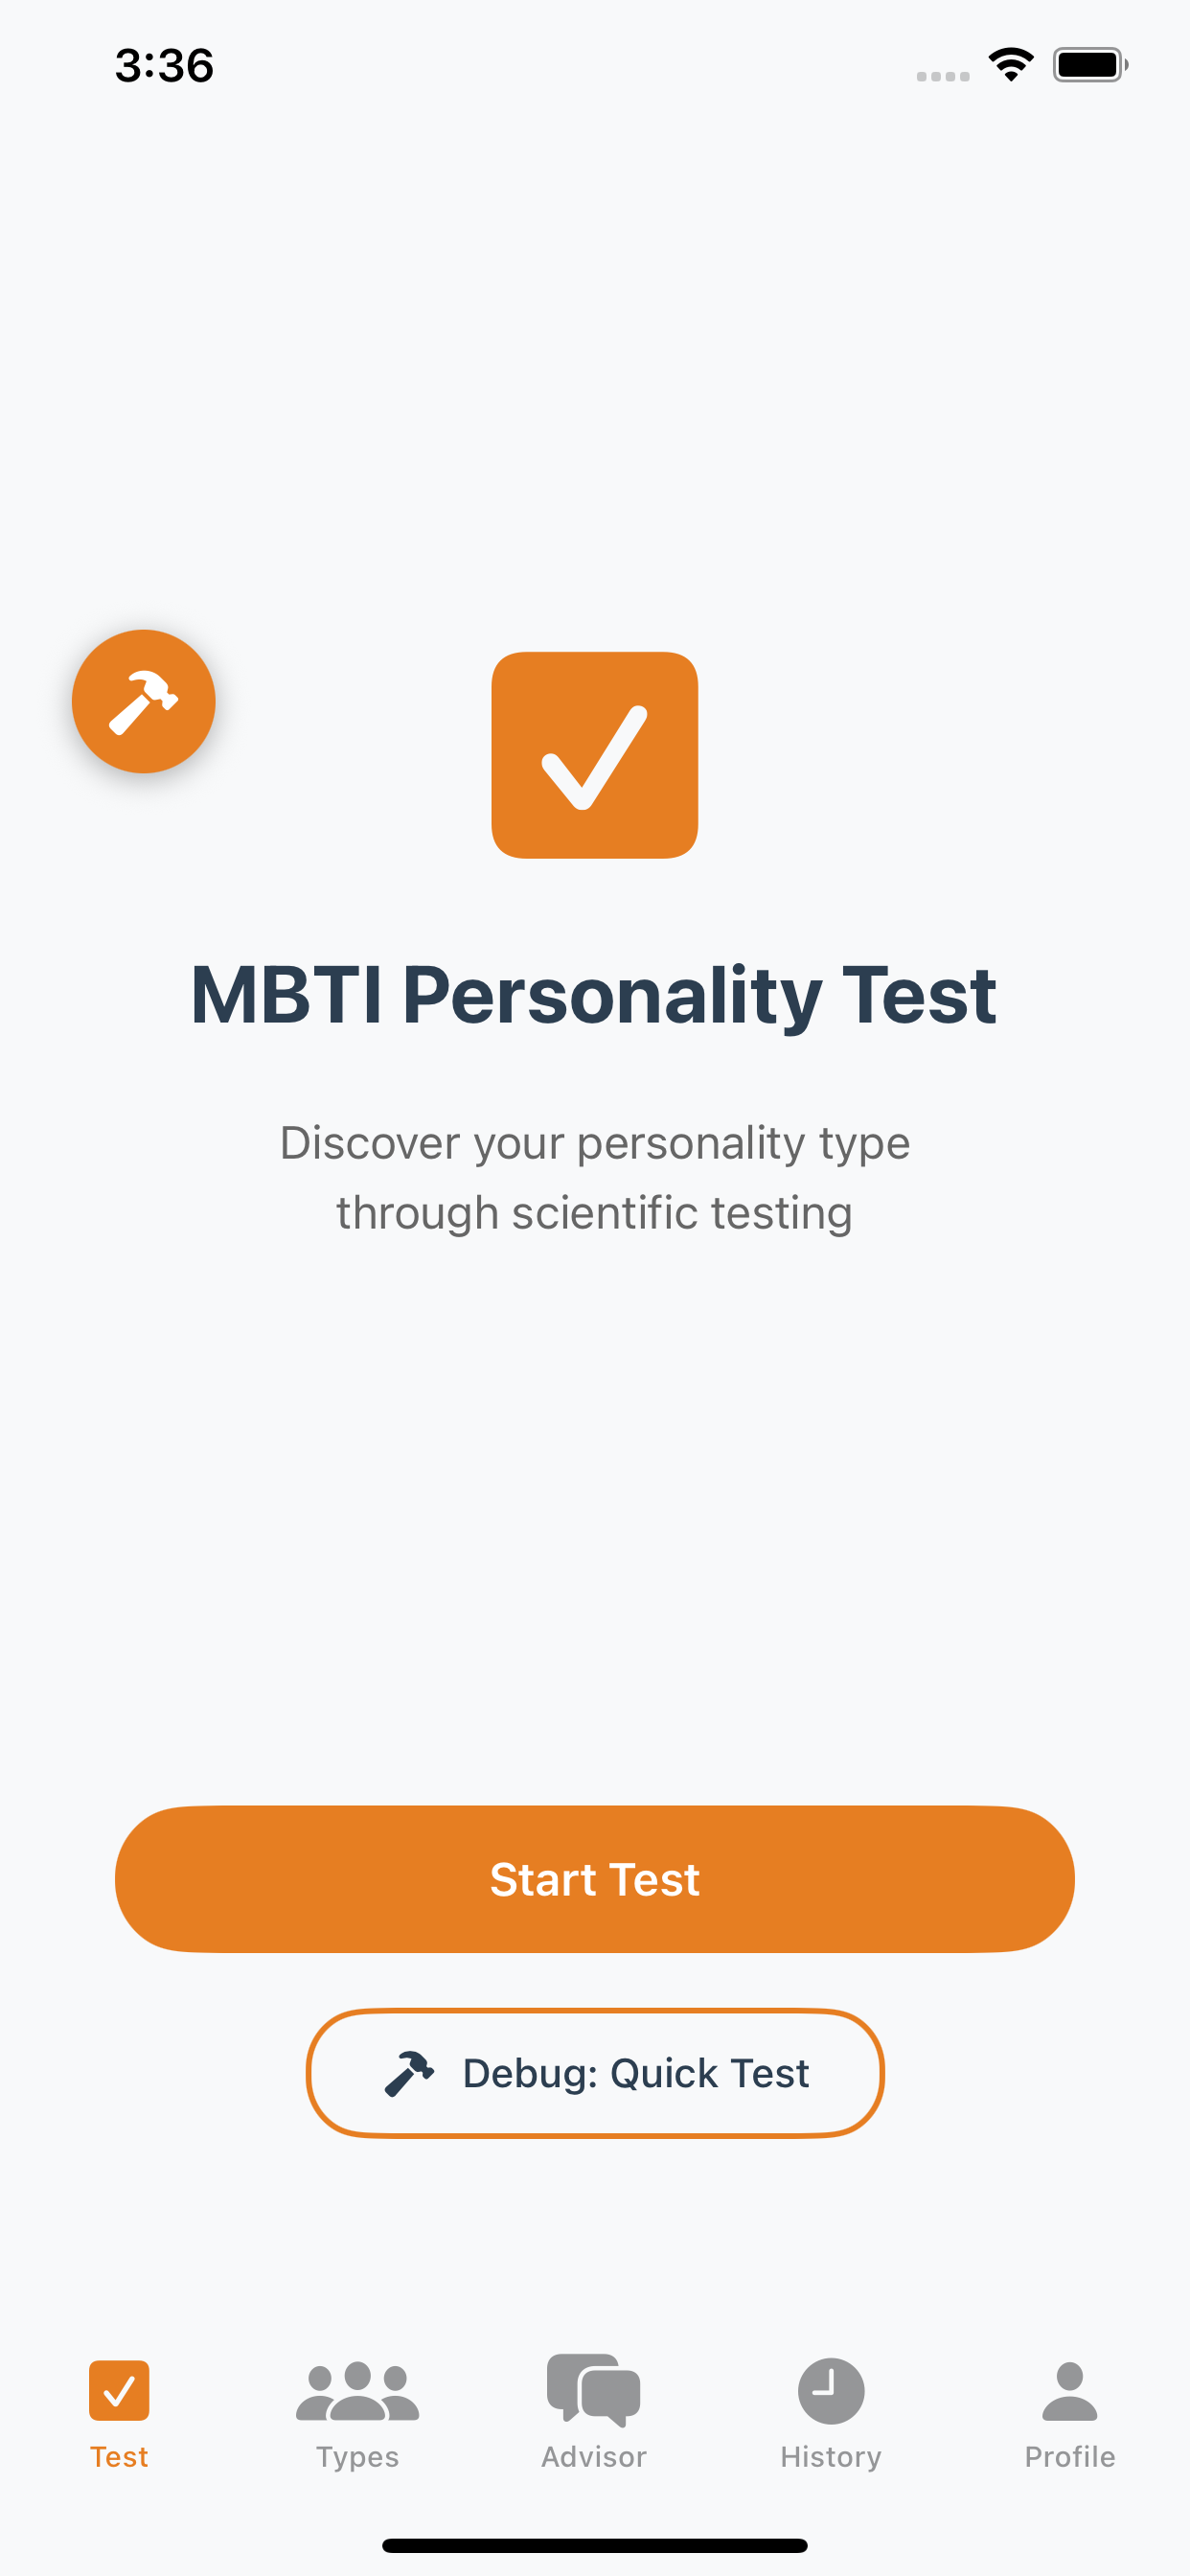 3:36
MBTI Personality Test
Discover your personality type
through scientific testing
Start Test
Debug: Quick Test
Test
Types
Advisor
History
Profile